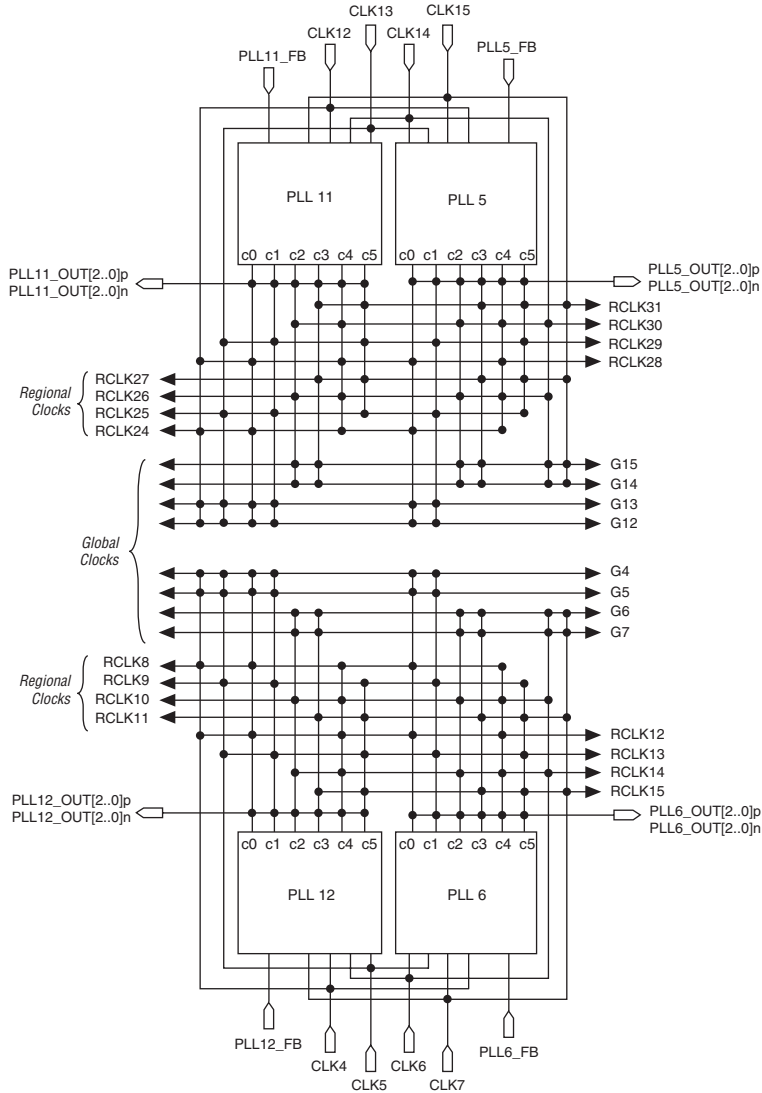 CLK13
CLK15
CLK12
CLK14
PLL11_FB
PLL5_FB
PLL 11
PLL 5
c0 c1 c2 c3 c4 c5
c0 c1 c2 c3 c4 c5
PLL11_OUT[2..0]p
PLL11_OUT[2..0]n
PLL5_OUT[2..0]p
PLL5_OUT[2..0]n
RCLK31
RCLK30
RCLK29
RCLK28
Regional
Clocks
RCLK27
RCLK26
RCLK25
RCLK24
G15
G14
G13
G12
Global
Clocks
G4
G5
G6
G7
Regional
Clocks
RCLK8
RCLK9
RCLK10
RCLK11
RCLK12
RCLK13
RCLK14
RCLK15
PLL12_OUT[2..0]p
PLL12_OUT[2..0]n
PLL6_OUT[2..0]p
PLL6_OUT[2..0]n
c0 c1 c2 c3 c4 c5
c0 c1 c2 c3 c4 c5
PLL 12
PLL 6
PLL12_FB
PLL6_FB
CLK4
CLK6
CLK5
CLK7